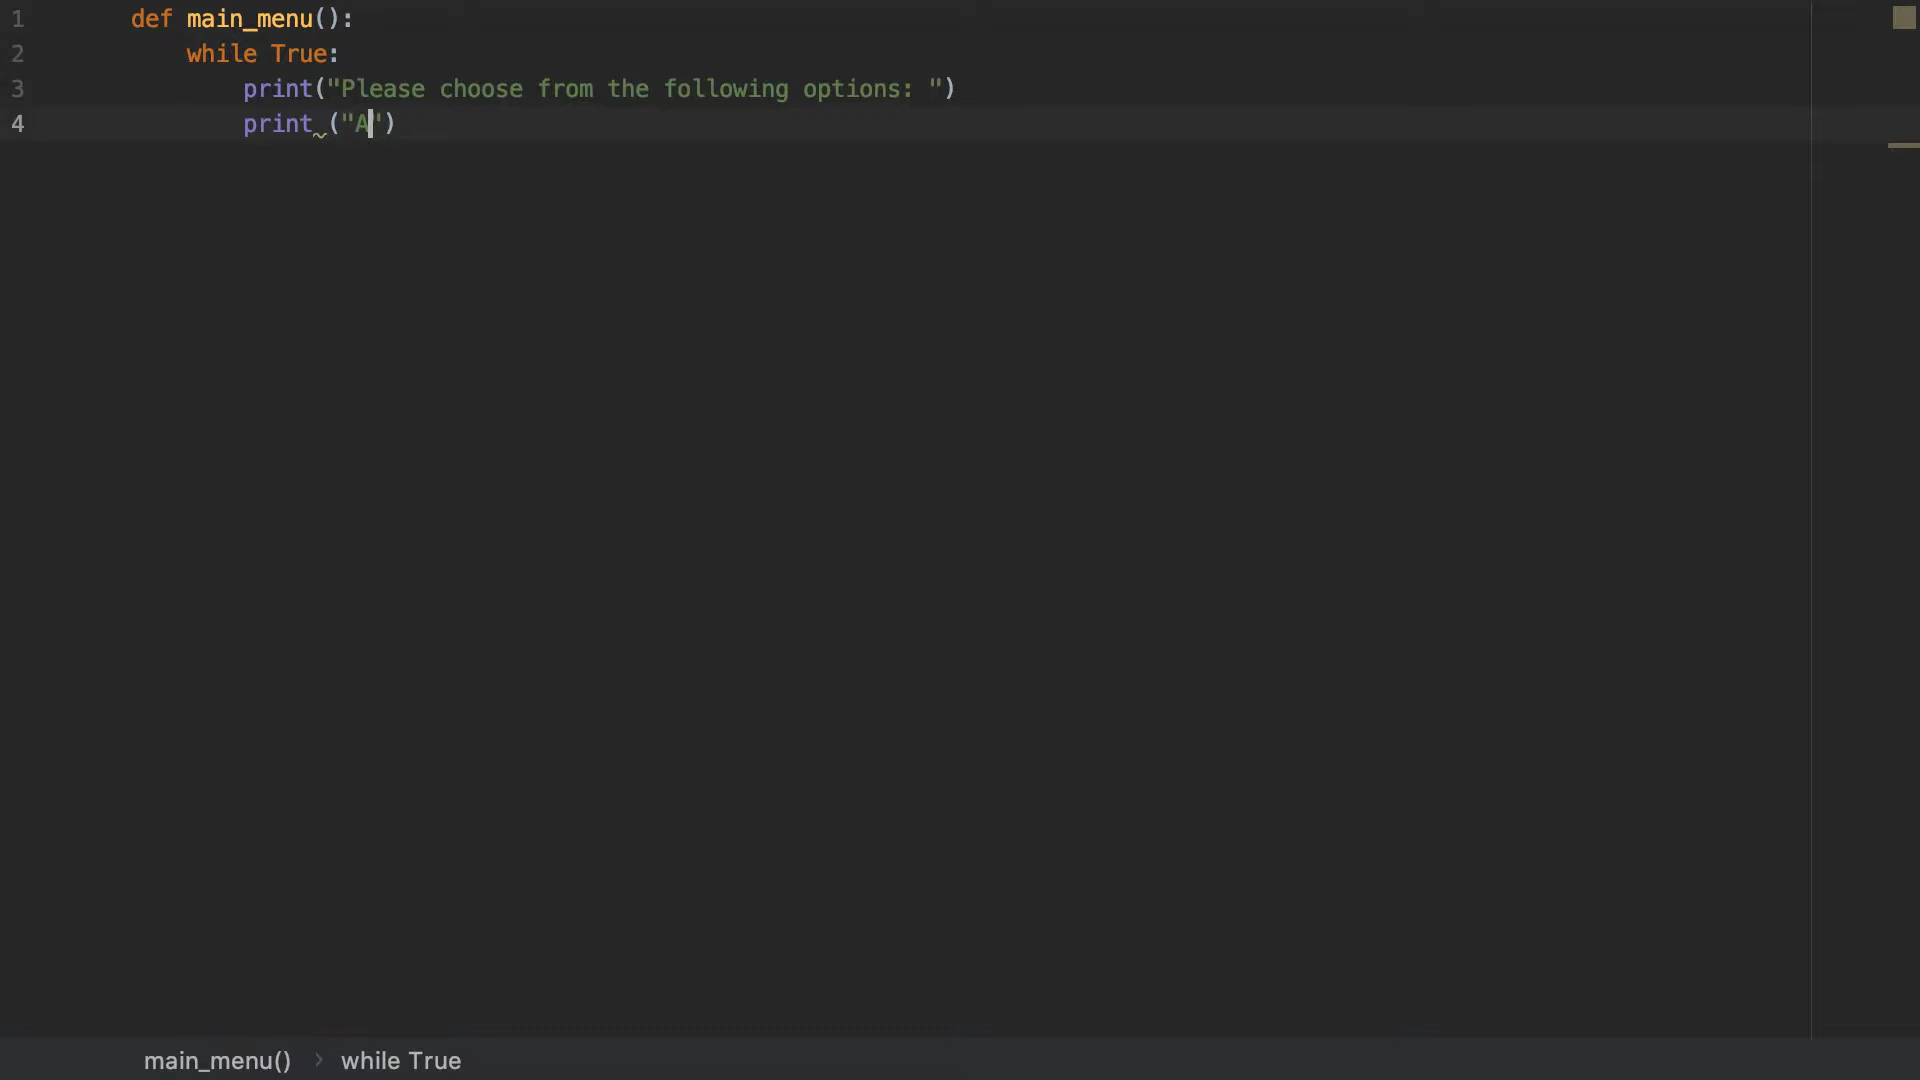 1 def main_menu():
2 while True:
3 print("Please choose from the following options: ")
4 print ("A")
main_menu() > while True